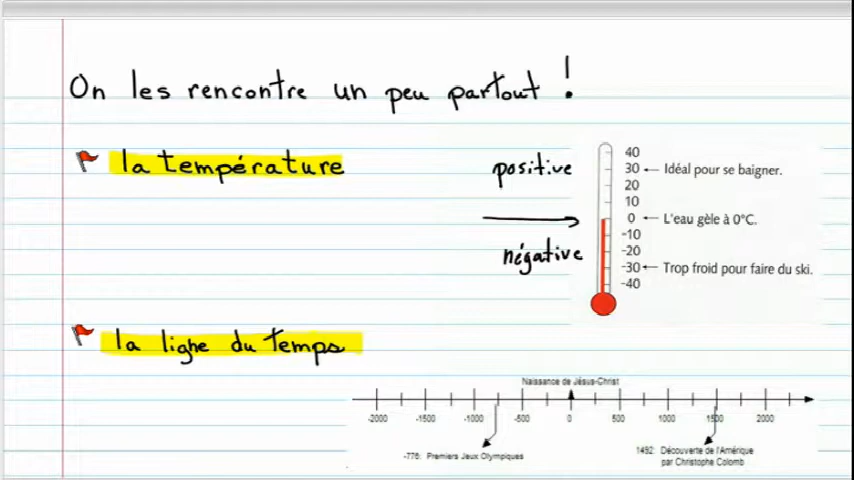 On les rencontre un peu partout !
la température
positive
négative
40
30 Idéal pour se baigner.
20
10
0 L'eau gèle à 0°C.
-10
-20
-30 Trop froid pour faire du ski.
-40
la ligne du temps
Naissance de Jésus-Christ
-2000 -1500 -1000 -500 0 500 1000 1500 2000
-776: Premiers Jeux Olympiques
1492: Découverte de l'Amérique
par Christophe Colomb